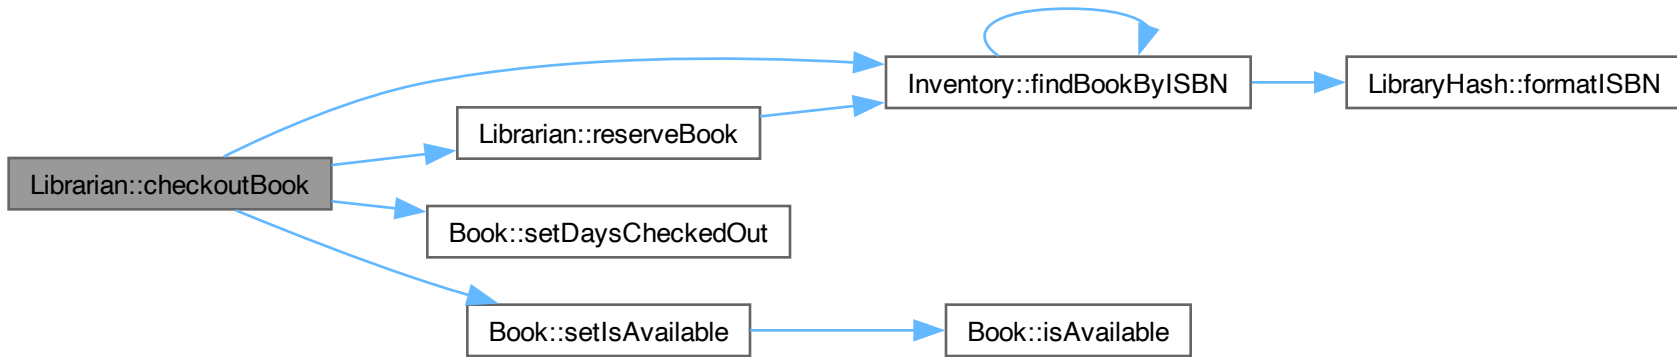 Inventory::findBookByISBN
LibraryHash::formatISBN
Librarian::reserveBook
Librarian::checkoutBook
Book::setDaysCheckedOut
Book::setIsAvailable
Book::isAvailable